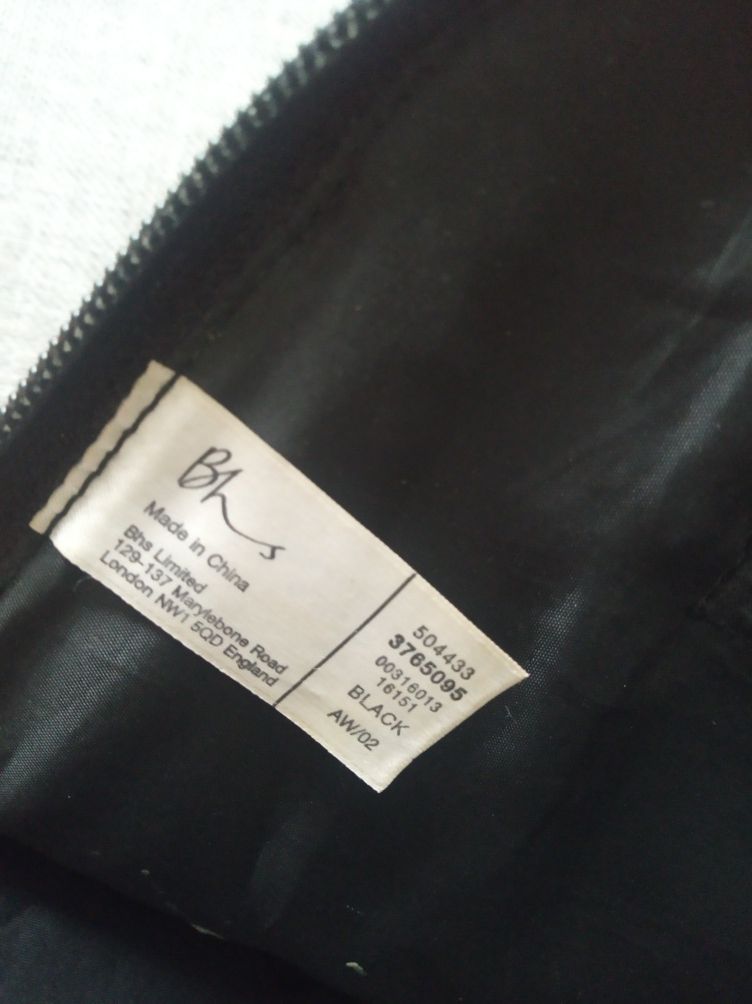 Bhs
Made in China
Bhs Limited
129-137 Marylebone Road
London NW1 5QD England
504433
3765095
00316013
16151
BLACK
AW/02